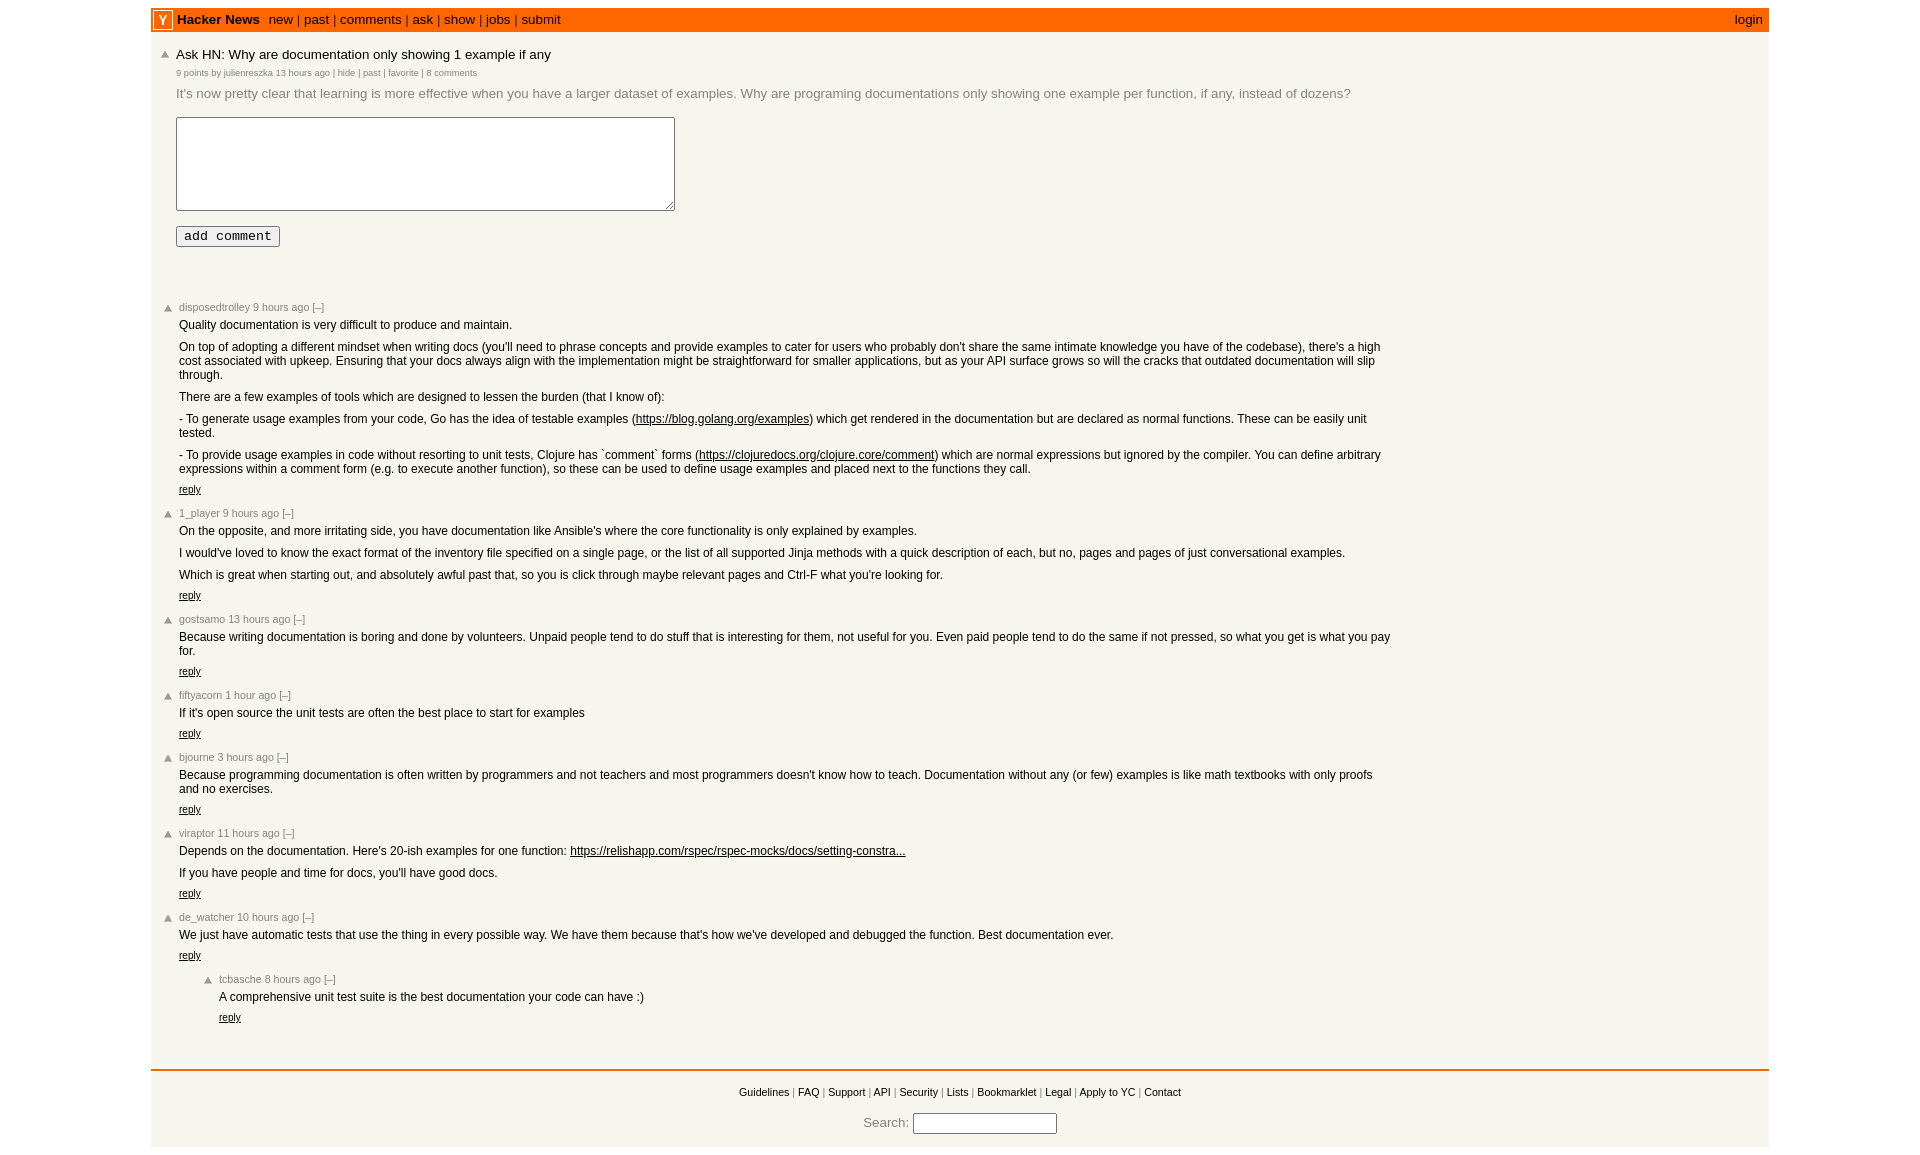 Y Hacker News new | past | comments | ask | show | jobs | submit login
Ask HN: Why are documentation only showing 1 example if any
9 points by julienreszka 13 hours ago | hide | past | favorite | 8 comments
It's now pretty clear that learning is more effective when you have a larger dataset of examples. Why are programing documentations only showing one example per function, if any, instead of dozens?
add comment
disposedtrolley 9 hours ago [–]
Quality documentation is very difficult to produce and maintain.
On top of adopting a different mindset when writing docs (you'll need to phrase concepts and provide examples to cater for users who probably don't share the same intimate knowledge you have of the codebase), there's a high
cost associated with upkeep. Ensuring that your docs always align with the implementation might be straightforward for smaller applications, but as your API surface grows so will the cracks that outdated documentation will slip
through.
There are a few examples of tools which are designed to lessen the burden (that I know of):
- To generate usage examples from your code, Go has the idea of testable examples (https://blog.golang.org/examples) which get rendered in the documentation but are declared as normal functions. These can be easily unit
tested.
- To provide usage examples in code without resorting to unit tests, Clojure has `comment` forms (https://clojuredocs.org/clojure.core/comment) which are normal expressions but ignored by the compiler. You can define arbitrary
expressions within a comment form (e.g. to execute another function), so these can be used to define usage examples and placed next to the functions they call.
reply
1_player 9 hours ago [–]
On the opposite, and more irritating side, you have documentation like Ansible's where the core functionality is only explained by examples.
I would've loved to know the exact format of the inventory file specified on a single page, or the list of all supported Jinja methods with a quick description of each, but no, pages and pages of just conversational examples.
Which is great when starting out, and absolutely awful past that, so you is click through maybe relevant pages and Ctrl-F what you're looking for.
reply
gostsamo 13 hours ago [–]
Because writing documentation is boring and done by volunteers. Unpaid people tend to do stuff that is interesting for them, not useful for you. Even paid people tend to do the same if not pressed, so what you get is what you pay
for.
reply
fiftyacorn 1 hour ago [–]
If it's open source the unit tests are often the best place to start for examples
reply
bjourne 3 hours ago [–]
Because programming documentation is often written by programmers and not teachers and most programmers doesn't know how to teach. Documentation without any (or few) examples is like math textbooks with only proofs
and no exercises.
reply
viraptor 11 hours ago [–]
Depends on the documentation. Here's 20-ish examples for one function: https://relishapp.com/rspec/rspec-mocks/docs/setting-constra...
If you have people and time for docs, you'll have good docs.
reply
de_watcher 10 hours ago [–]
We just have automatic tests that use the thing in every possible way. We have them because that's how we've developed and debugged the function. Best documentation ever.
reply
tcbasche 8 hours ago [–]
A comprehensive unit test suite is the best documentation your code can have :)
reply
Guidelines | FAQ | Support | API | Security | Lists | Bookmarklet | Legal | Apply to YC | Contact
Search: